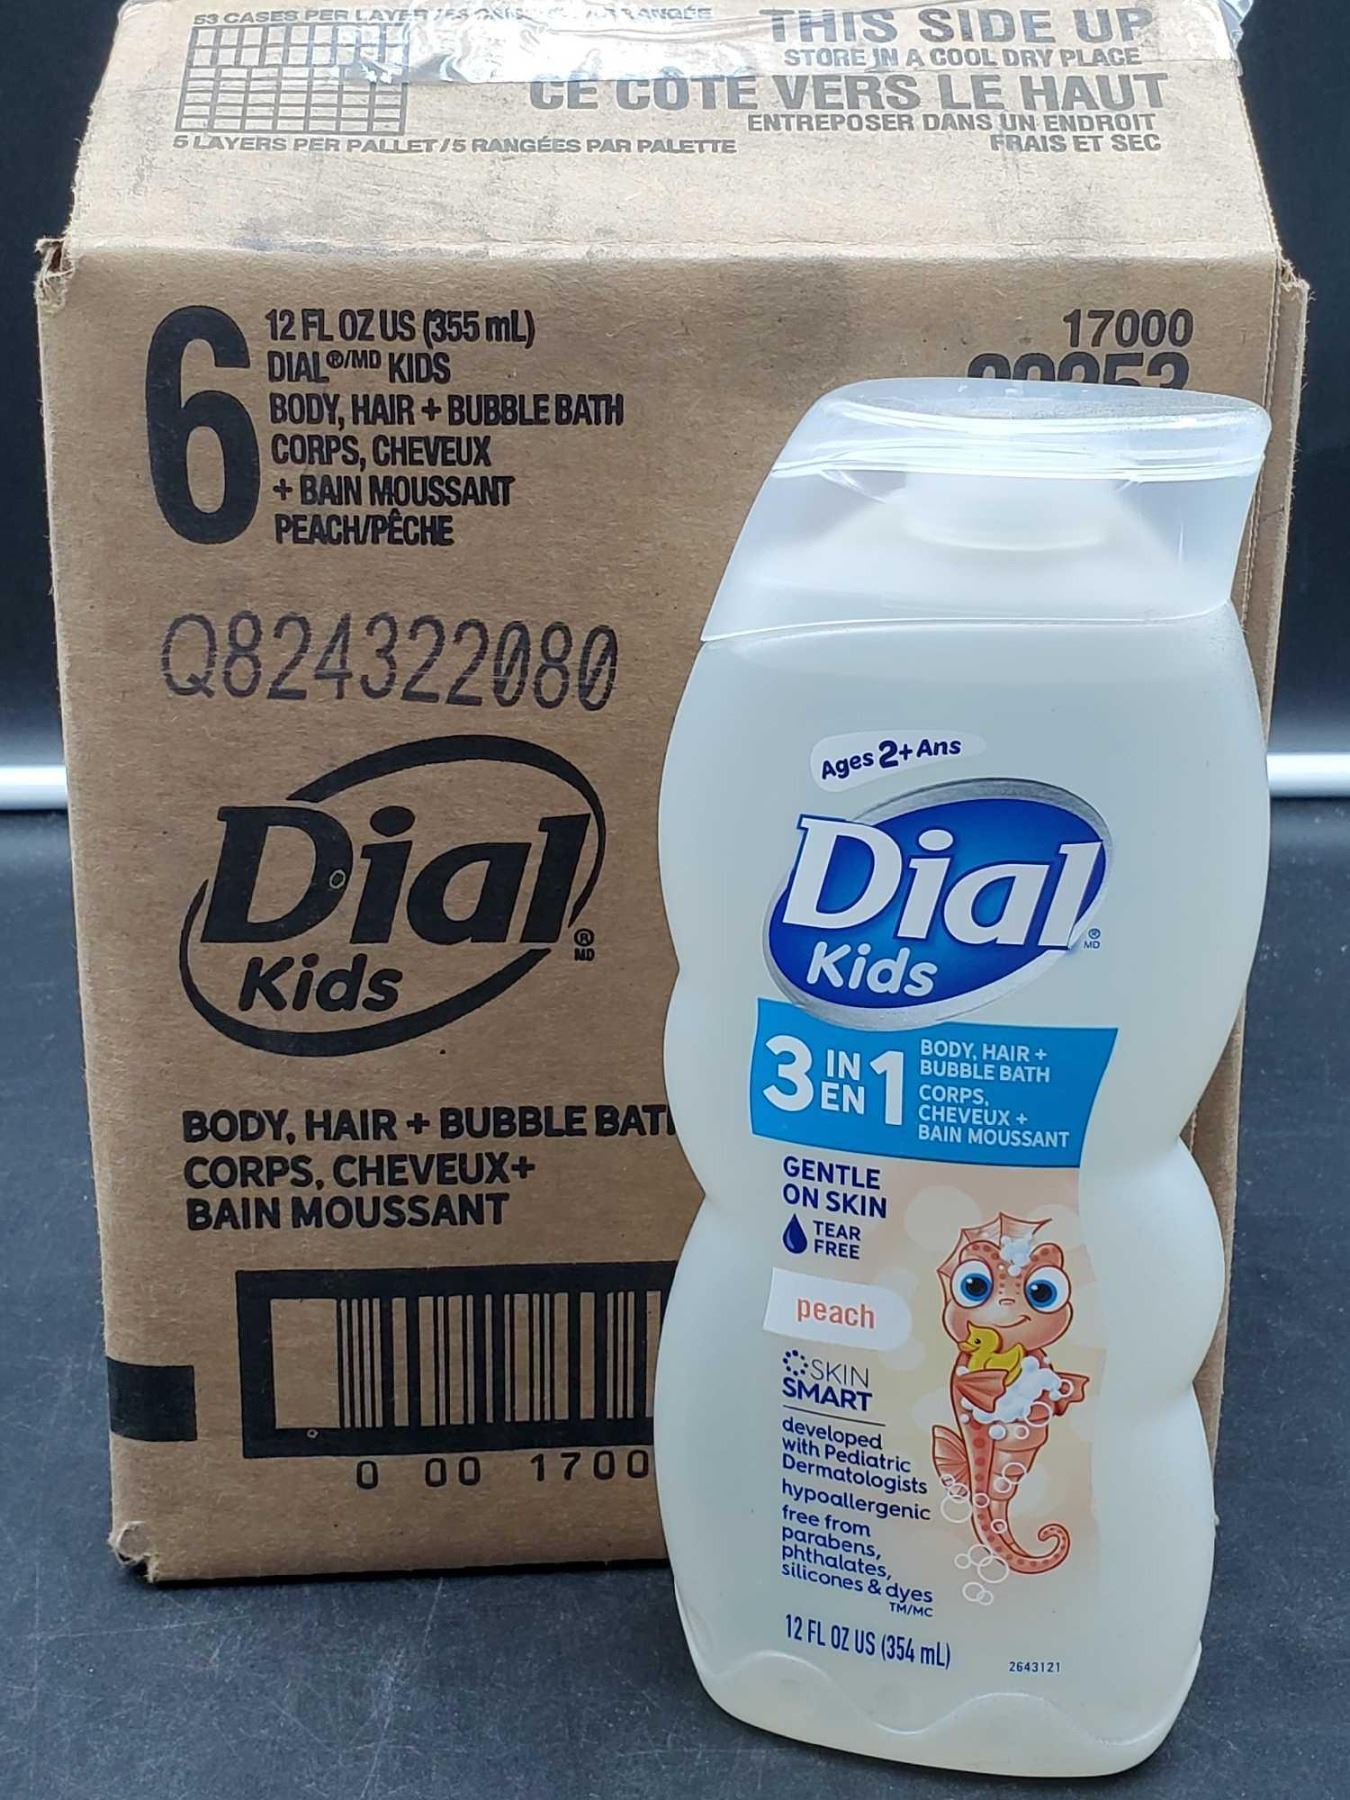 53 CASES PER LAYER
THIS SIDE UP
STORE IN A COOL DRY PLACE
CE COTE VERS LE HAUT
ENTREPOSER DANS UN ENDROIT
FRAIS ET SEC
5 LAYERS PER PALLET / 5 RANGÉES PAR PALETTE
6
12 FL OZ US (355 mL)
DIAL®/MD KIDS
BODY, HAIR + BUBBLE BATH
CORPS, CHEVEUX
+ BAIN MOUSSANT
PEACH/PÊCHE
17000
Q824322080
Dial
Kids
®
MD
BODY, HAIR + BUBBLE BAT
CORPS, CHEVEUX+
BAIN MOUSSANT
0 00 1700
Ages 2+ Ans
Dial
Kids
®
MD
3 IN EN 1
BODY, HAIR +
BUBBLE BATH
CORPS,
CHEVEUX +
BAIN MOUSSANT
GENTLE
ON SKIN
TEAR
FREE
peach
SKIN
SMART
developed
with Pediatric
Dermatologists
hypoallergenic
free from
parabens,
phthalates,
silicones & dyes
TM/MC
12 FL OZ US (354 mL)
2643121